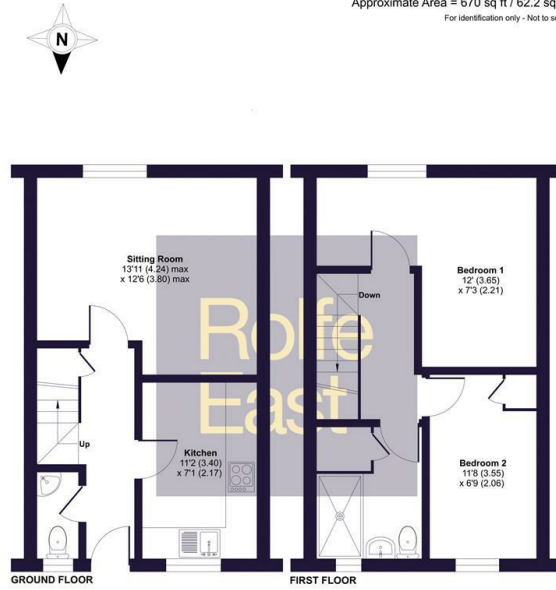 Approximate Area = 670 sq ft / 62.2 sq
For identification only - Not to
N
Sitting Room
13'11 (4.24) max
x 12'6 (3.80) max
Up
Kitchen
11'2 (3.40)
x 7'1 (2.17)
GROUND FLOOR
Down
Bedroom 1
12' (3.65)
x 7'3 (2.21)
Bedroom 2
11'8 (3.55)
x 6'9 (2.06)
FIRST FLOOR
Rolfe
East